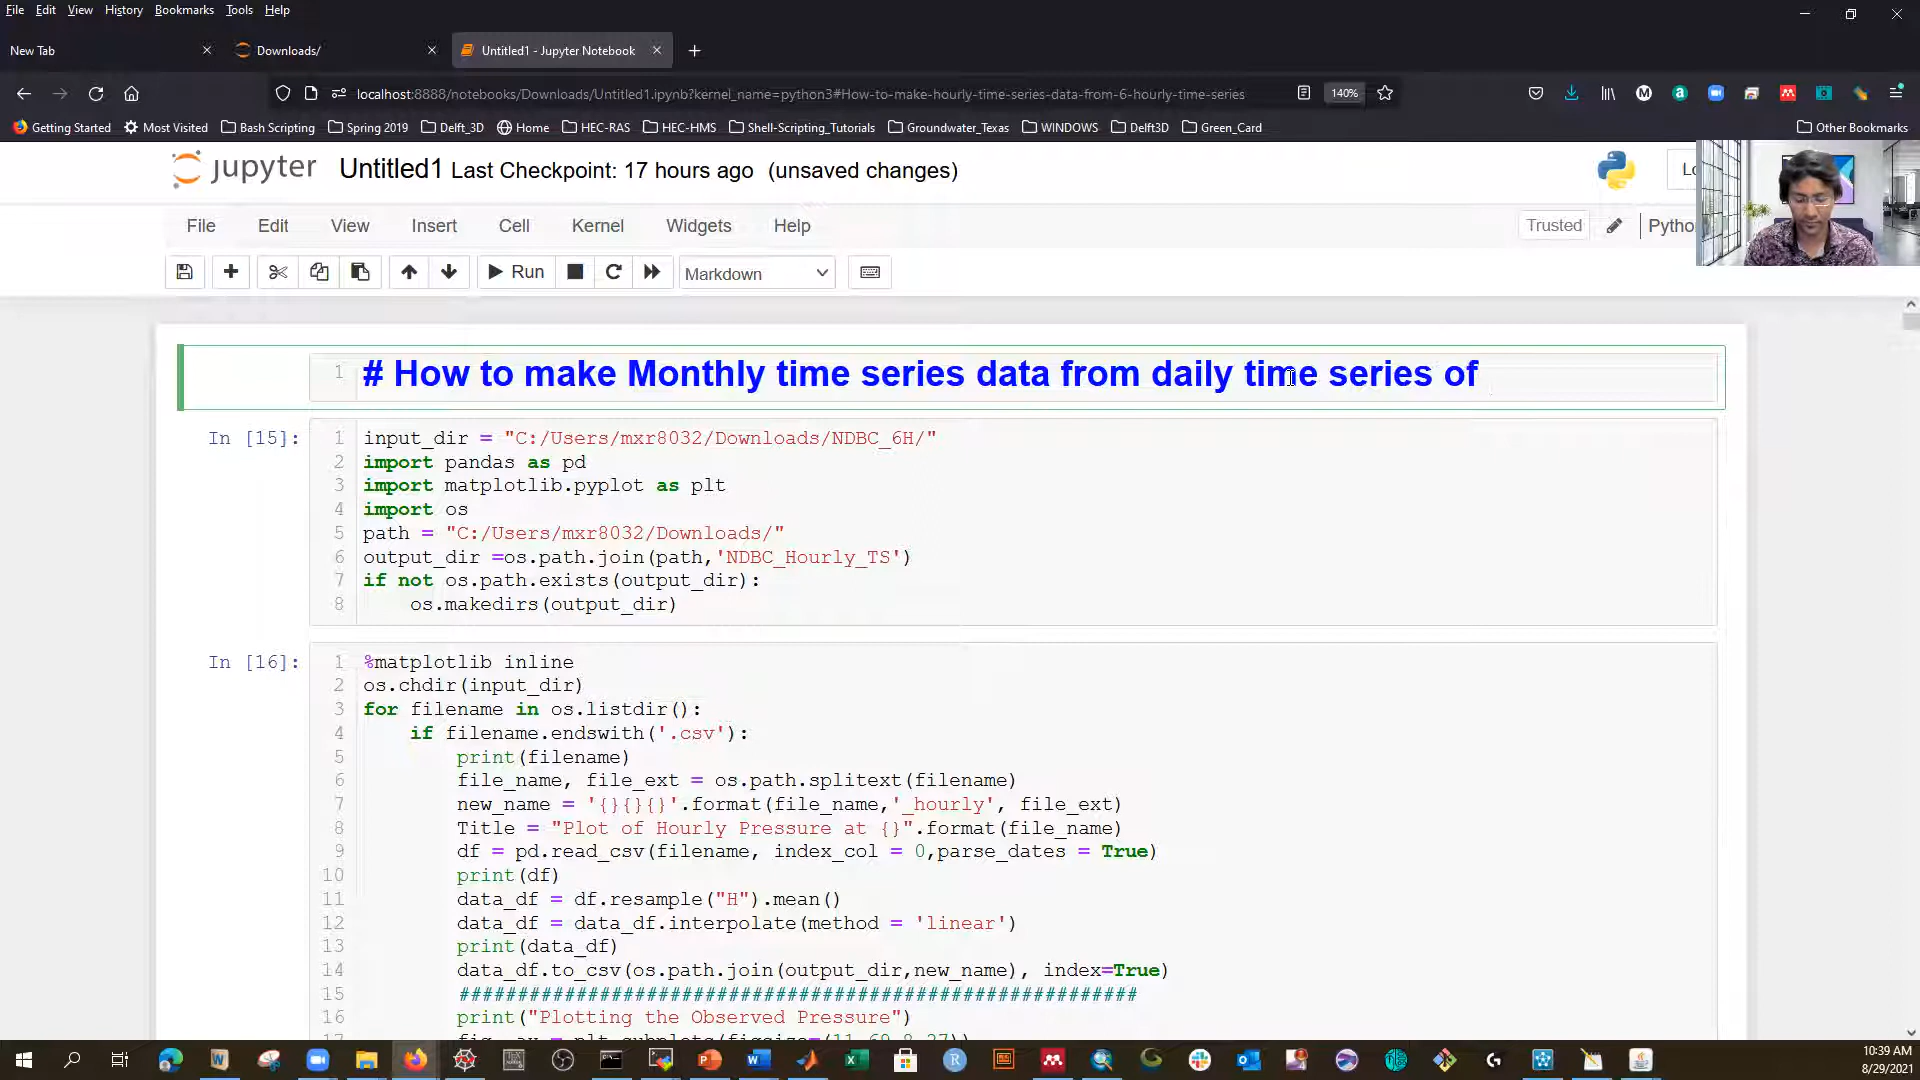 File Edit View History Bookmarks Tools Help
New Tab
Downloads/
Untitled1 - Jupyter Notebook
localhost:8888/notebooks/Downloads/Untitled1.ipynb?kernel_name=python3#How-to-make-hourly-time-series-data-from-6-hourly-time-series
140%
Getting Started Most Visited Bash Scripting Spring 2019 Delft_3D Home HEC-RAS HEC-HMS Shell-Scripting_Tutorials Groundwater_Texas WINDOWS Delft3D Green_Card Other Bookmarks
jupyter Untitled1 Last Checkpoint: 17 hours ago (unsaved changes)
File Edit View Insert Cell Kernel Widgets Help Trusted
Run Markdown
1 # How to make Monthly time series data from daily time series of
In [15]:
1 input_dir = "C:/Users/mxr8032/Downloads/NDBC_6H/"
2 import pandas as pd
3 import matplotlib.pyplot as plt
4 import os
5 path = "C:/Users/mxr8032/Downloads/"
6 output_dir =os.path.join(path,'NDBC_Hourly_TS')
7 if not os.path.exists(output_dir):
8     os.makedirs(output_dir)
In [16]:
1 %matplotlib inline
2 os.chdir(input_dir)
3 for filename in os.listdir():
4     if filename.endswith('.csv'):
5         print(filename)
6         file_name, file_ext = os.path.splitext(filename)
7         new_name = '{}{}{}'.format(file_name,'_hourly', file_ext)
8         Title = "Plot of Hourly Pressure at {}".format(file_name)
9         df = pd.read_csv(filename, index_col = 0,parse_dates = True)
10         print(df)
11         data_df = df.resample("H").mean()
12         data_df = data_df.interpolate(method = 'linear')
13         print(data_df)
14         data_df.to_csv(os.path.join(output_dir,new_name), index=True)
15         ##########################################################
16         print("Plotting the Observed Pressure")
10:39 AM
8/29/2021